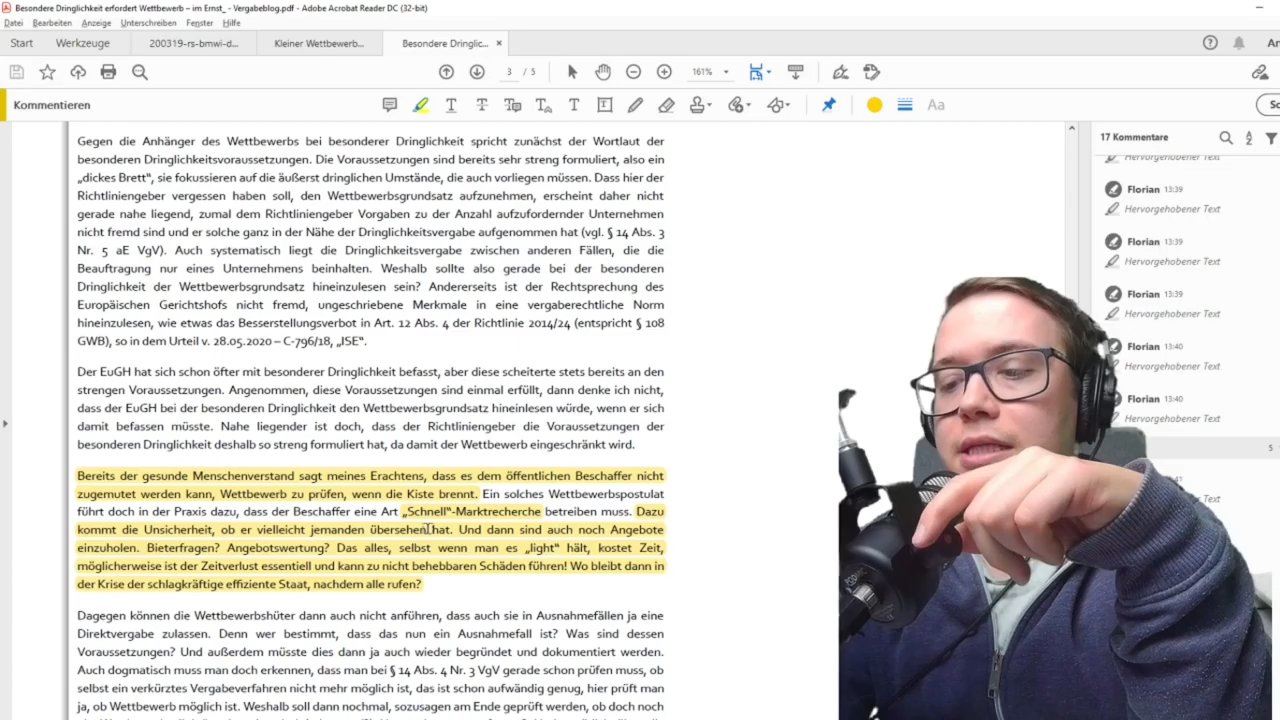 Besondere Dringlichkeit erfordert Wettbewerb – im Ernst_ - Vergabeblog.pdf - Adobe Acrobat Reader DC (32-bit)
Datei Bearbeiten Anzeige Unterschreiben Fenster Hilfe
Start Werkzeuge 200319-rs-bmwi-d... Kleiner Wettbewerb... Besondere Dringlic... ×
3 / 5 161%
Kommentieren
Aa
17 Kommentare
Gegen die Anhänger des Wettbewerbs bei besonderer Dringlichkeit spricht zunächst der Wortlaut der
besonderen Dringlichkeitsvoraussetzungen. Die Voraussetzungen sind bereits sehr streng formuliert, also ein
„dickes Brett", sie fokussieren auf die äußerst dringlichen Umstände, die auch vorliegen müssen. Dass hier der
Richtliniengeber vergessen haben soll, den Wettbewerbsgrundsatz aufzunehmen, erscheint daher nicht
gerade nahe liegend, zumal dem Richtliniengeber Vorgaben zu der Anzahl aufzufordernder Unternehmen
nicht fremd sind und er solche ganz in der Nähe der Dringlichkeitsvergabe aufgenommen hat (vgl. § 14 Abs. 3
Nr. 5 aE VgV). Auch systematisch liegt die Dringlichkeitsvergabe zwischen anderen Fällen, die die
Beauftragung nur eines Unternehmens beinhalten. Weshalb sollte also gerade bei der besonderen
Dringlichkeit der Wettbewerbsgrundsatz hineinzulesen sein? Andererseits ist der Rechtsprechung des
Europäischen Gerichtshofs nicht fremd, ungeschriebene Merkmale in eine vergaberechtliche Norm
hineinzulesen, wie etwas das Besserstellungsverbot in Art. 12 Abs. 4 der Richtlinie 2014/24 (entspricht § 108
GWB), so in dem Urteil v. 28.05.2020 – C-796/18, „ISE".
Der EuGH hat sich schon öfter mit besonderer Dringlichkeit befasst, aber diese scheiterte stets bereits an den
strengen Voraussetzungen. Angenommen, diese Voraussetzungen sind einmal erfüllt, dann denke ich nicht,
dass der EuGH bei der besonderen Dringlichkeit den Wettbewerbsgrundsatz hineinlesen würde, wenn er sich
damit befassen müsste. Nahe liegender ist doch, dass der Richtliniengeber die Voraussetzungen der
besonderen Dringlichkeit deshalb so streng formuliert hat, da damit der Wettbewerb eingeschränkt wird.
Bereits der gesunde Menschenverstand sagt meines Erachtens, dass es dem öffentlichen Beschaffer nicht
zugemutet werden kann, Wettbewerb zu prüfen, wenn die Kiste brennt. Ein solches Wettbewerbspostulat
führt doch in der Praxis dazu, dass der Beschaffer eine Art „Schnell"-Marktrecherche betreiben muss. Dazu
kommt die Unsicherheit, ob er vielleicht jemanden übersehen hat. Und dann sind auch noch Angebote
einzuholen. Bieterfragen? Angebotswertung? Das alles, selbst wenn man es „light" hält, kostet Zeit,
möglicherweise ist der Zeitverlust essentiell und kann zu nicht behebbaren Schäden führen! Wo bleibt dann in
der Krise der schlagkräftige effiziente Staat, nachdem alle rufen?
Dagegen können die Wettbewerbshüter dann auch nicht anführen, dass auch sie in Ausnahmefällen ja eine
Direktvergabe zulassen. Denn wer bestimmt, dass das nun ein Ausnahmefall ist? Was sind dessen
Voraussetzungen? Und außerdem müsste dies dann ja auch wieder begründet und dokumentiert werden.
Auch dogmatisch muss man doch erkennen, dass man bei § 14 Abs. 4 Nr. 3 VgV gerade schon prüfen muss, ob
selbst ein verkürztes Vergabeverfahren nicht mehr möglich ist, das ist schon aufwändig genug, hier prüft man
ja, ob Wettbewerb möglich ist. Weshalb soll dann nochmal, sozusagen am Ende geprüft werden, ob doch noch
Hervorgehobener Text
Florian 13:39
Hervorgehobener Text
Florian 13:39
Hervorgehobener Text
Florian 13:39
Hervorgehobener Text
Florian 13:40
Hervorgehobener Text
Florian 13:40
Hervorgehobener Text
5